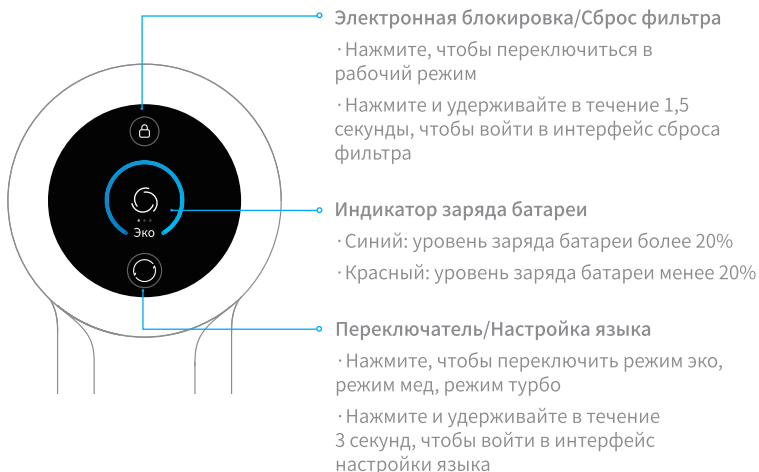 Электронная блокировка/Сброс фильтра
·Нажмите, чтобы переключиться в
рабочий режим
·Нажмите и удерживайте в течение 1,5
секунды, чтобы войти в интерфейс сброса
фильтра
Эко
Индикатор заряда батареи
·Синий: уровень заряда батареи более 20%
·Красный: уровень заряда батареи менее 20%
Переключатель/Настройка языка
·Нажмите, чтобы переключить режим эко,
режим мед, режим турбо
·Нажмите и удерживайте в течение
3 секунд, чтобы войти в интерфейс
настройки языка